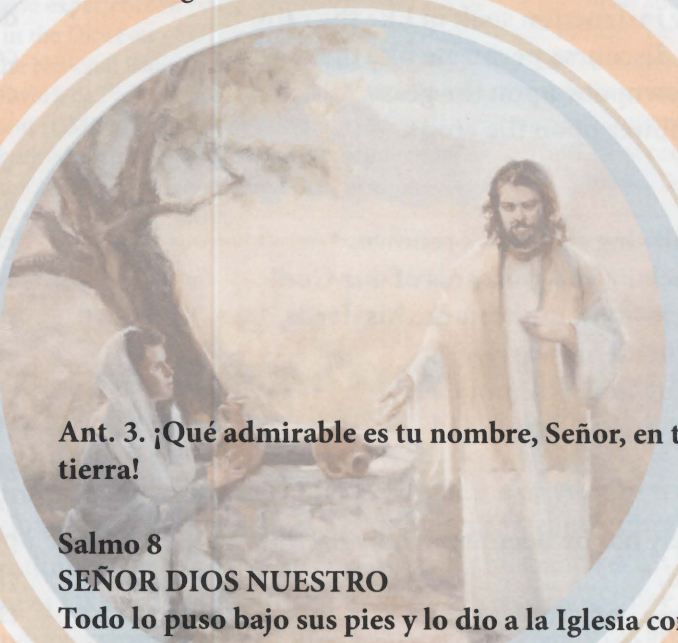 Ant. 3. ¡Qué admirable es tu nombre, Señor, en
tierra!
Salmo 8
SEÑOR DIOS NUESTRO
Todo lo puso bajo sus pies y lo dio a la Iglesia